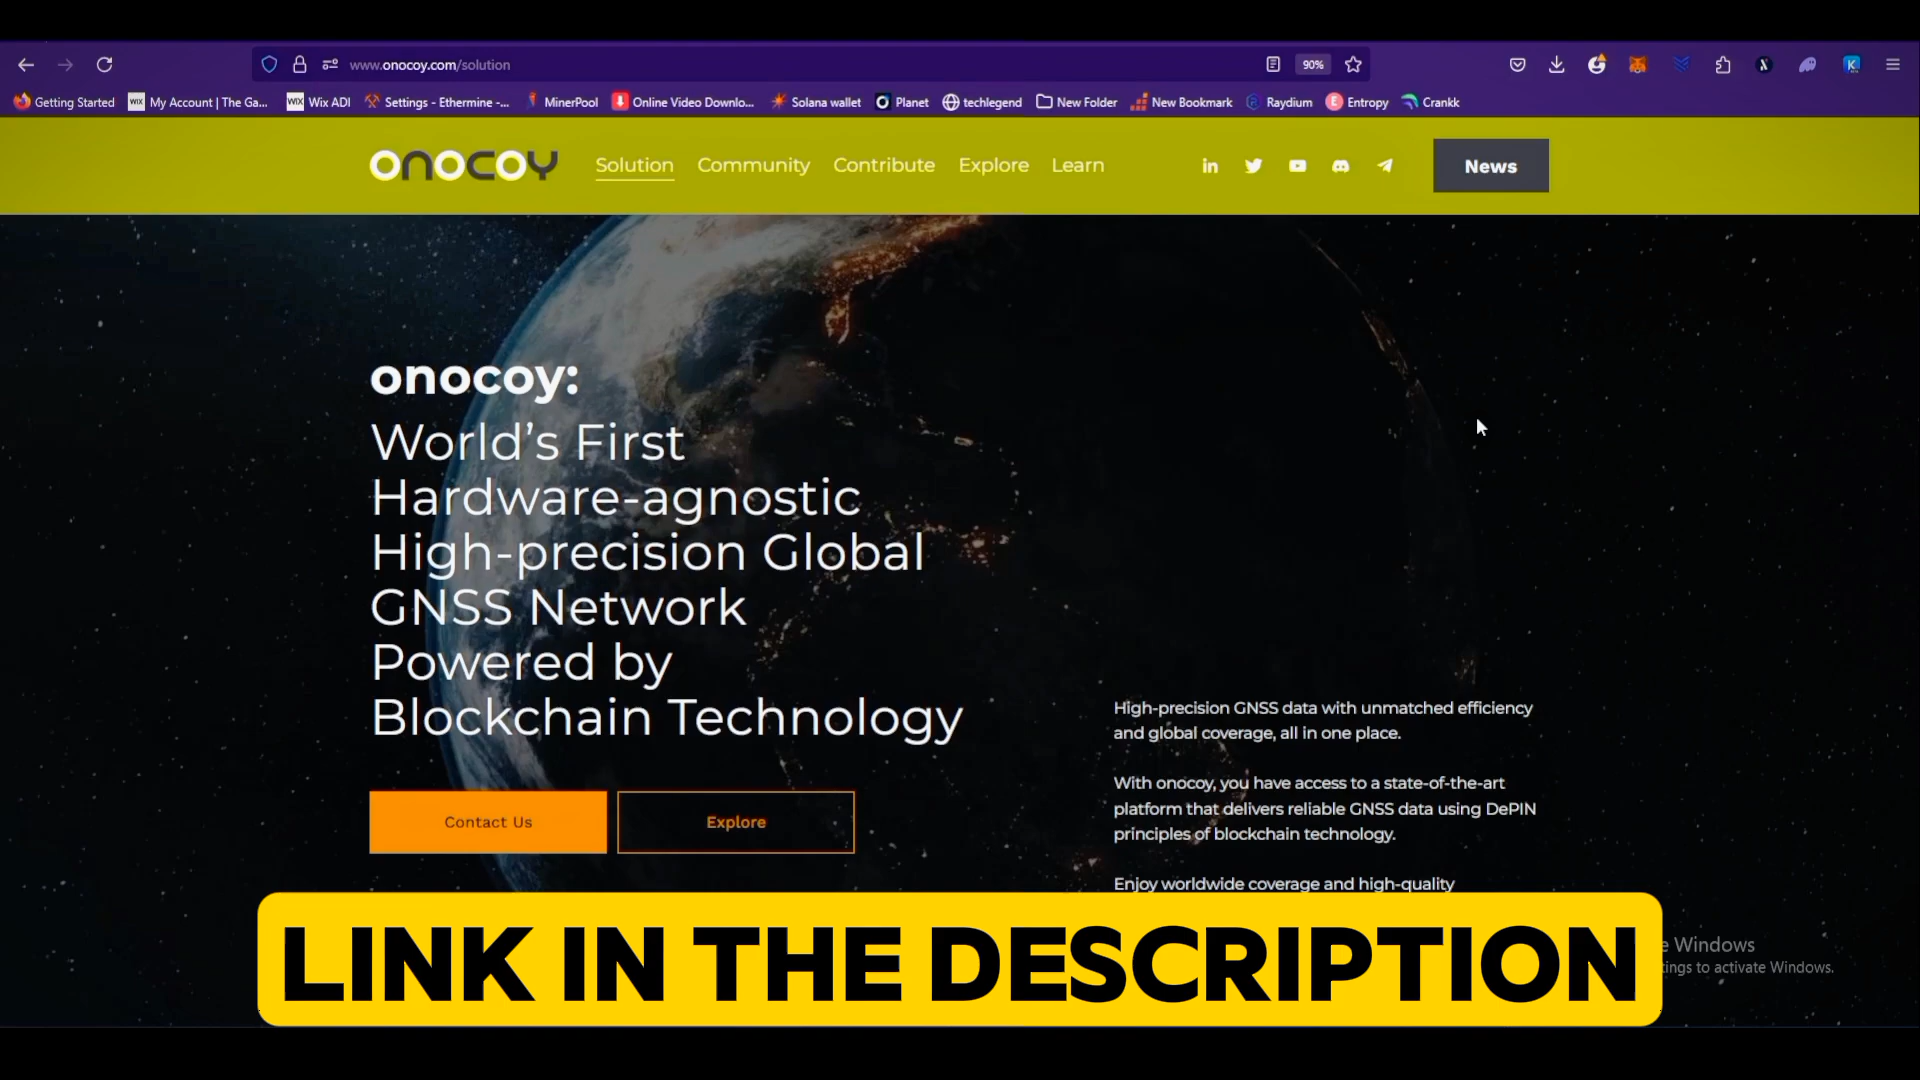 www.onocoy.com/solution
90%
Getting Started
WIX My Account | The Ga...
WIX Wix ADI
Settings - Ethermine -...
MinerPool
Online Video Downlo...
Solana wallet
Planet
techlegend
New Folder
New Bookmark
Raydium
Entropy
Crankk
onocoy
Solution
Community
Contribute
Explore
Learn
in
News
onocoy:
World's First
Hardware-agnostic
High-precision Global
GNSS Network
Powered by
Blockchain Technology
High-precision GNSS data with unmatched efficiency
and global coverage, all in one place.
With onocoy, you have access to a state-of-the-art
platform that delivers reliable GNSS data using DePIN
principles of blockchain technology.
Enjoy worldwide coverage and high-quality
Contact Us
Explore
LINK IN THE DESCRIPTION
Windows
to activate Windows.